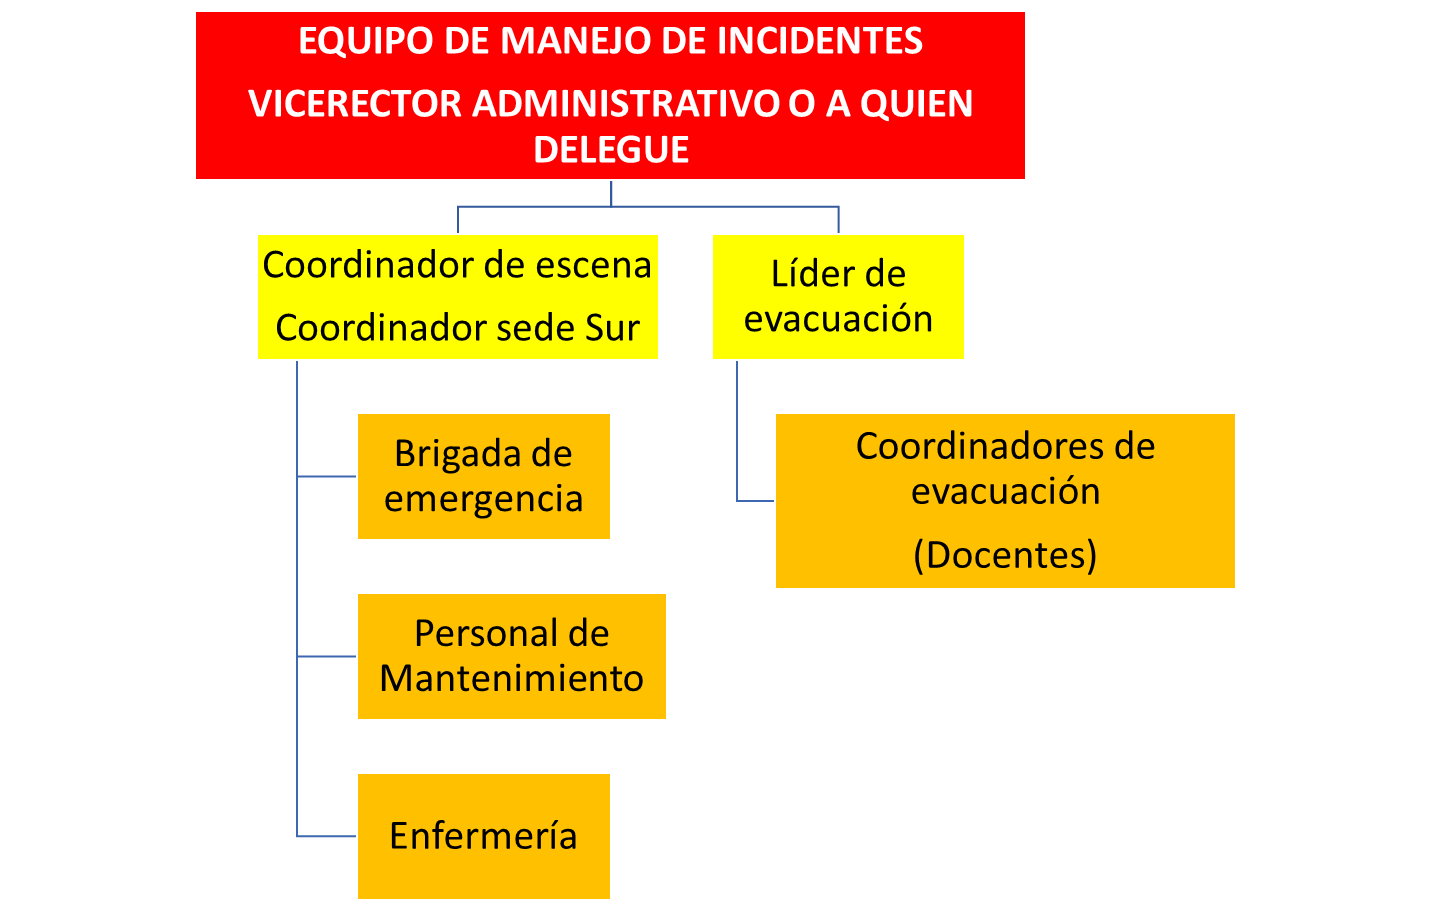 EQUIPO DE MANEJO DE INCIDENTES
VICERECTOR ADMINISTRATIVO O A QUIEN
DELEGUE
Coordinador de escena
Coordinador sede Sur
Líder de
evacuación
Brigada de
emergencia
Coordinadores de
evacuación
(Docentes)
Personal de
Mantenimiento
Enfermería